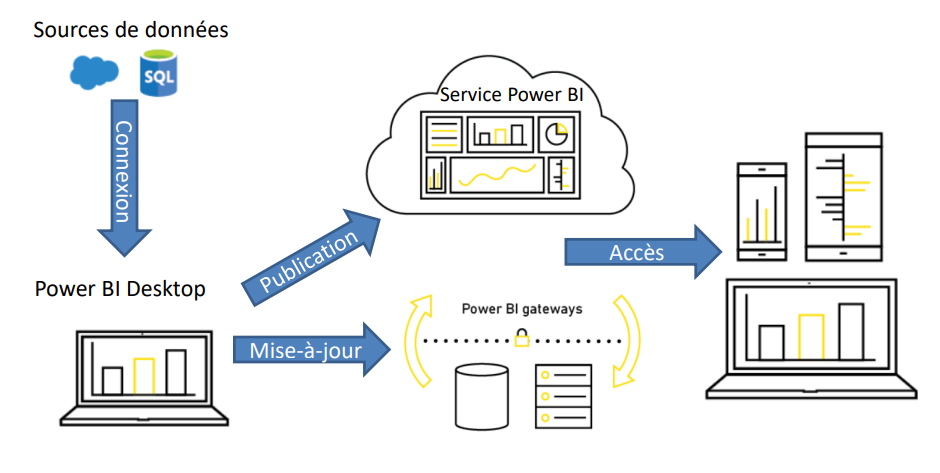 Sources de données
SQL
Connexion
Service Power BI
Publication
Accès
Power BI Desktop
Power BI gateways
Mise-à-jour